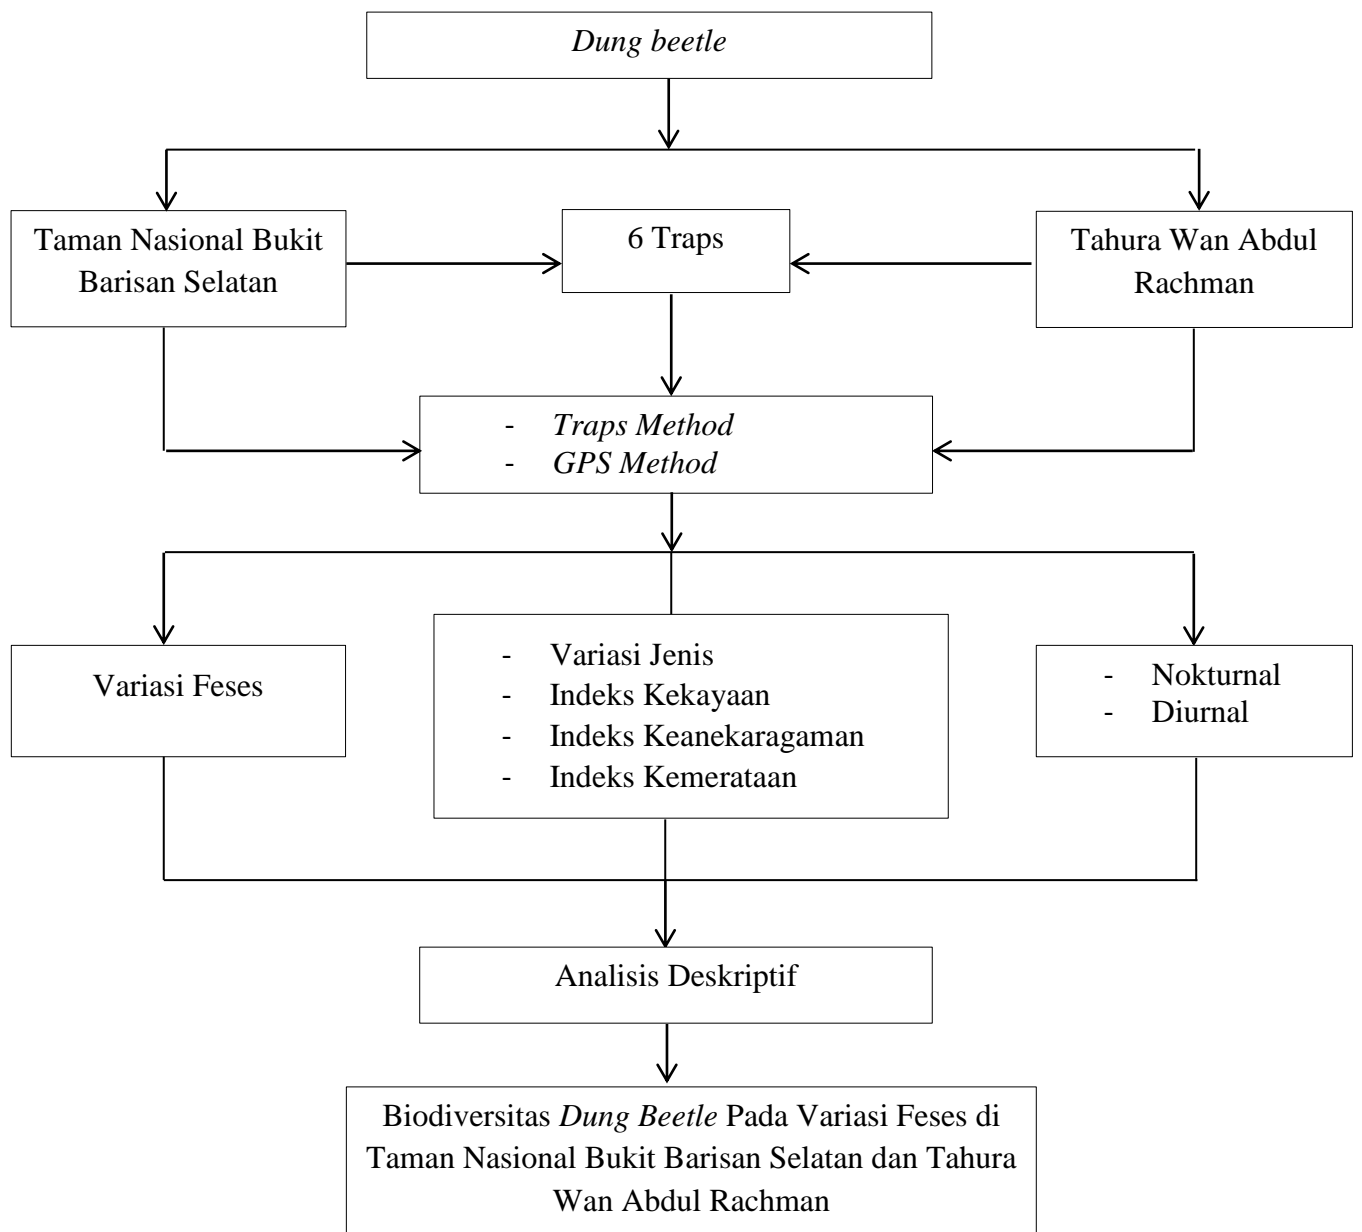 Dung beetle
Taman Nasional Bukit
Barisan Selatan
6 Traps
Tahura Wan Abdul
Rachman
- Traps Method
- GPS Method
Variasi Feses
- Variasi Jenis
- Indeks Kekayaan
- Indeks Keanekaragaman
- Indeks Kemerataan
- Nokturnal
- Diurnal
Analisis Deskriptif
Biodiversitas Dung Beetle Pada Variasi Feses di
Taman Nasional Bukit Barisan Selatan dan Tahura
Wan Abdul Rachman